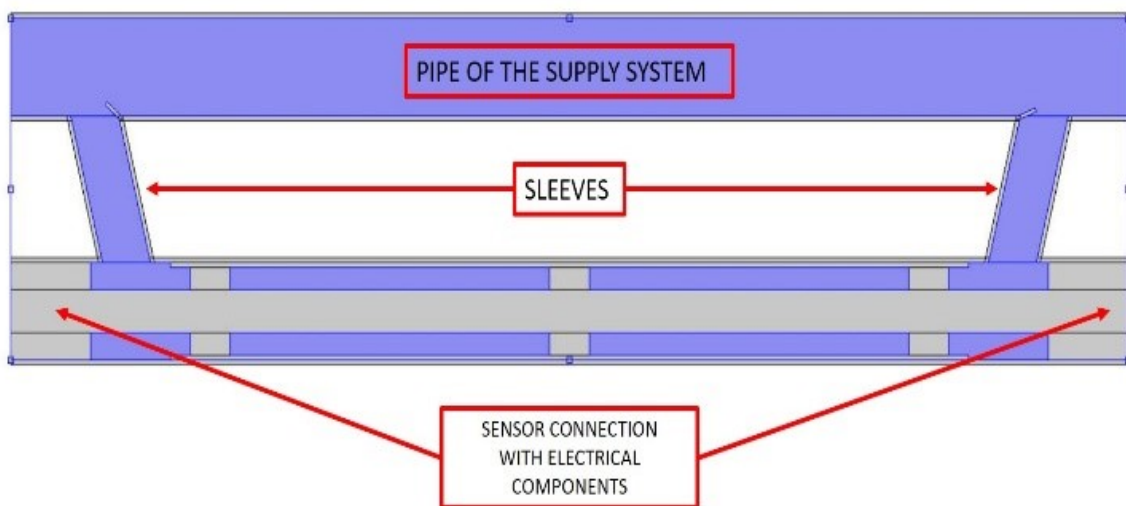 PIPE OF THE SUPPLY SYSTEM
SLEEVES
SENSOR CONNECTION
WITH ELECTRICAL
COMPONENTS